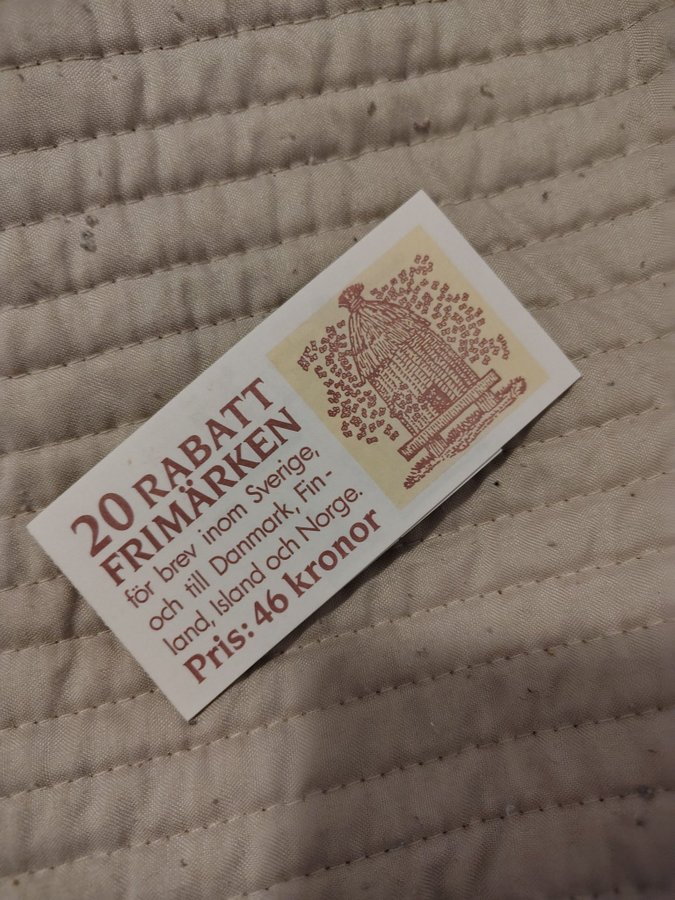 20 RABATT
FRIMÄRKEN
för brev inom Sverige,
och till Danmark, Fin-
land, Island och Norge.
Pris: 46 kronor